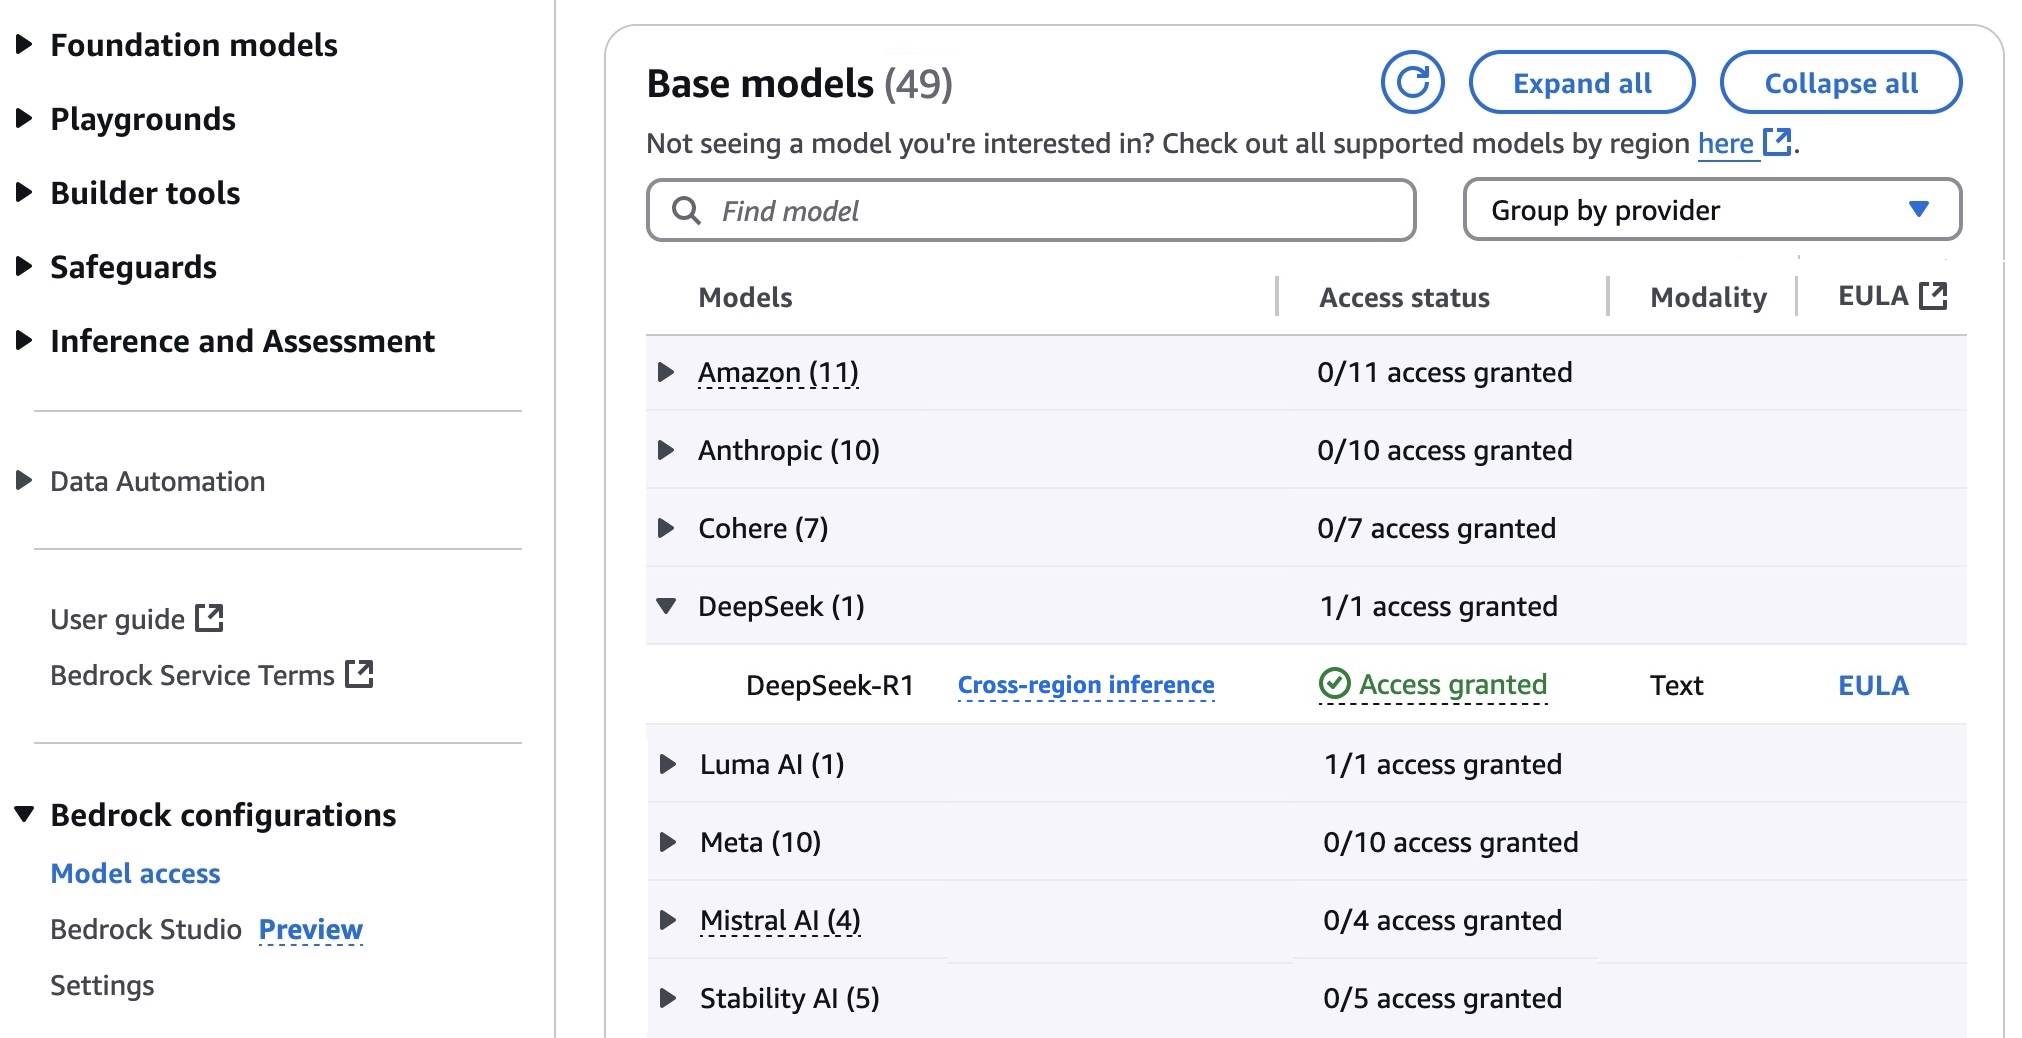 Foundation models
Playgrounds
Builder tools
Safeguards
Inference and Assessment
Data Automation
User guide
Bedrock Service Terms
Bedrock configurations
Model access
Bedrock Studio Preview
Settings
Base models (49)
Expand all
Collapse all
Not seeing a model you're interested in? Check out all supported models by region here.
Find model
Group by provider
Models Access status Modality EULA
Amazon (11) 0/11 access granted
Anthropic (10) 0/10 access granted
Cohere (7) 0/7 access granted
DeepSeek (1) 1/1 access granted
DeepSeek-R1 Cross-region inference Access granted Text EULA
Luma AI (1) 1/1 access granted
Meta (10) 0/10 access granted
Mistral AI (4) 0/4 access granted
Stability AI (5) 0/5 access granted